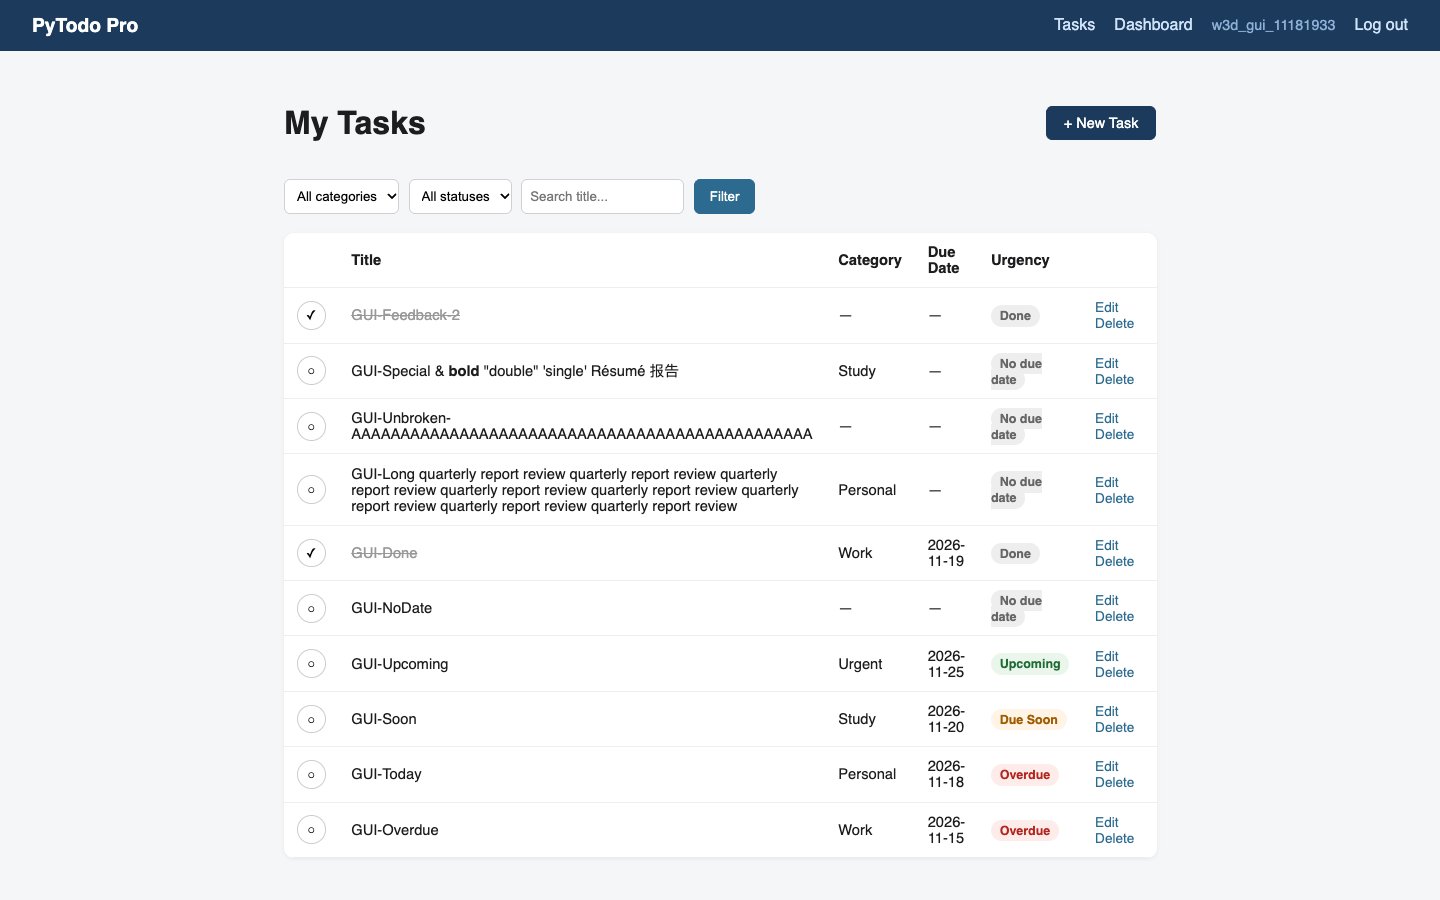 PyTodo Pro
Tasks Dashboard w3d_gui_11181933 Log out
My Tasks
+ New Task
All categories All statuses Search title... Filter
Title Category Due Date Urgency
✓ GUI-Feedback-2 — — Done Edit Delete
○ GUI-Special & bold "double" 'single' Résumé 报告 Study — No due date Edit Delete
○ GUI-Unbroken-
AAAAAAAAAAAAAAAAAAAAAAAAAAAAAAAAAAAAAAAAAAAAAAAA — — No due date Edit Delete
○ GUI-Long quarterly report review quarterly report review quarterly
report review quarterly report review quarterly report review quarterly
report review quarterly report review quarterly report review Personal — No due date Edit Delete
✓ GUI-Done Work 2026-11-19 Done Edit Delete
○ GUI-NoDate — — No due date Edit Delete
○ GUI-Upcoming Urgent 2026-11-25 Upcoming Edit Delete
○ GUI-Soon Study 2026-11-20 Due Soon Edit Delete
○ GUI-Today Personal 2026-11-18 Overdue Edit Delete
○ GUI-Overdue Work 2026-11-15 Overdue Edit Delete